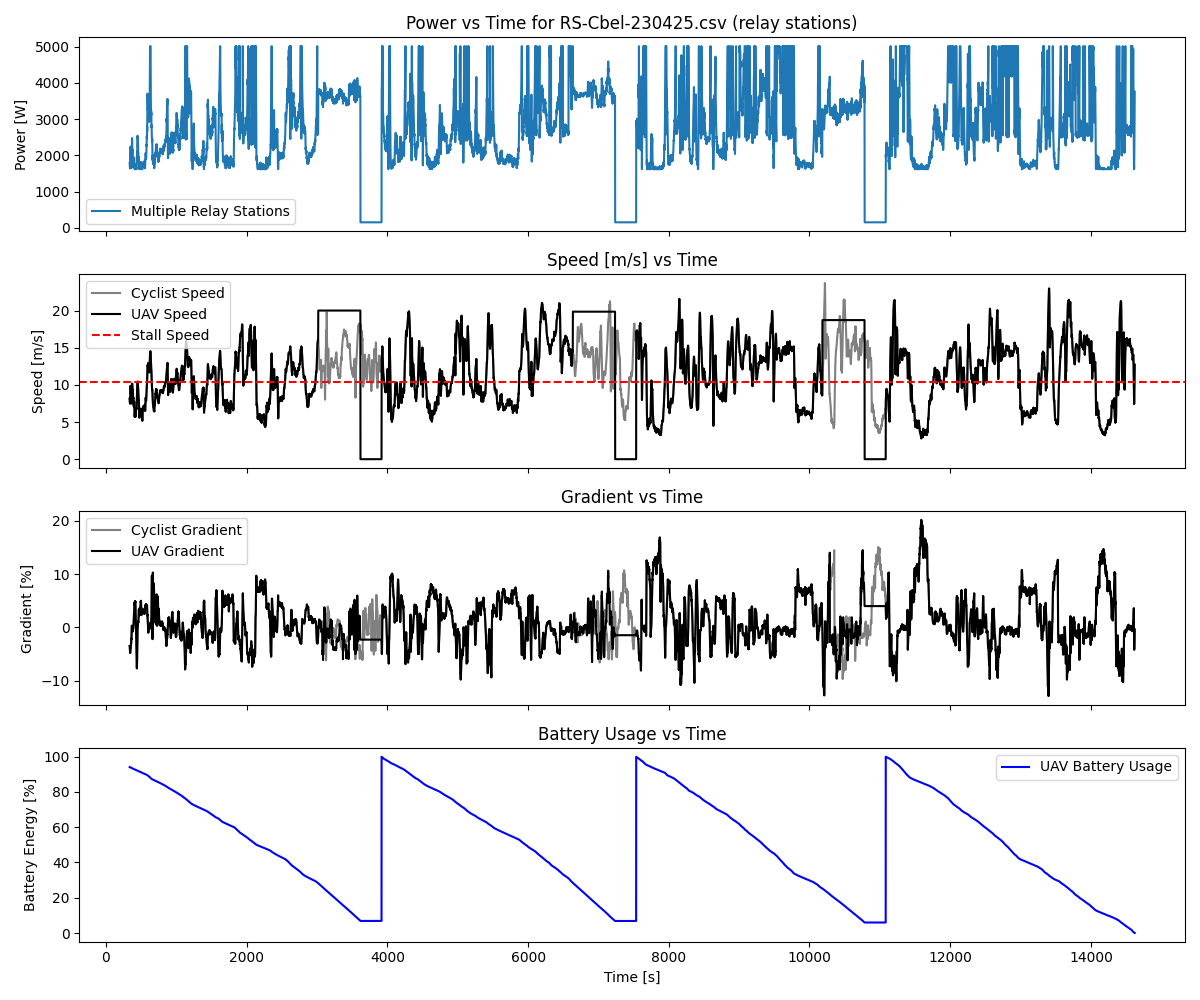 Power vs Time for RS-Cbel-230425.csv (relay stations)
5000
4000
3000
2000
1000
0
Power [W]
Multiple Relay Stations
Speed [m/s] vs Time
20
15
10
5
0
Speed [m/s]
Cyclist Speed
UAV Speed
Stall Speed
Gradient vs Time
20
10
0
−10
Gradient [%]
Cyclist Gradient
UAV Gradient
Battery Usage vs Time
100
80
60
40
20
0
Battery Energy [%]
UAV Battery Usage
0 2000 4000 6000 8000 10000 12000 14000
Time [s]